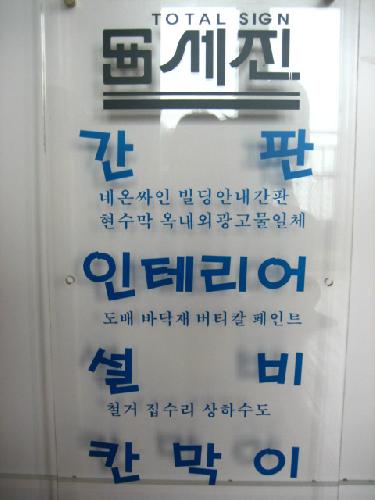 TOTAL SIGN
세진
간 판
네온싸인 빌딩안내간판
현수막 옥내외광고물일체
인테리어
도배 바닥재 버티칼 페인트
설 비
철거 집수리 상하수도
칸 막 이